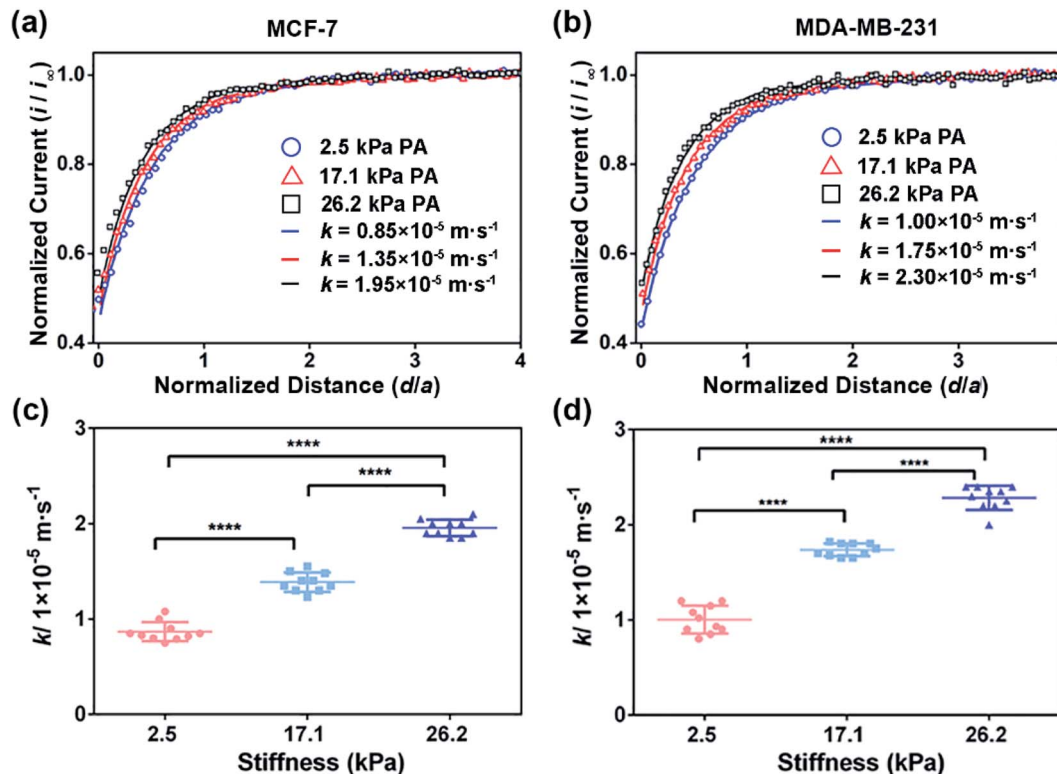 (a)
MCF-7
Normalized Current (i / i∞)
1.0
0.8
0.6
0.4
2.5 kPa PA
17.1 kPa PA
26.2 kPa PA
k = 0.85×10⁻⁵ m·s⁻¹
k = 1.35×10⁻⁵ m·s⁻¹
k = 1.95×10⁻⁵ m·s⁻¹
0 1 2 3 4
Normalized Distance (d/a)
(b)
MDA-MB-231
Normalized Current (i / i∞)
1.0
0.8
0.6
0.4
2.5 kPa PA
17.1 kPa PA
26.2 kPa PA
k = 1.00×10⁻⁵ m·s⁻¹
k = 1.75×10⁻⁵ m·s⁻¹
k = 2.30×10⁻⁵ m·s⁻¹
0 1 2 3
Normalized Distance (d/a)
(c)
k/ 1×10⁻⁵ m·s⁻¹
3
2
1
0
****
****
****
2.5 17.1 26.2
Stiffness (kPa)
(d)
k/ 1×10⁻⁵ m·s⁻¹
3
2
1
0
****
****
****
2.5 17.1 26.2
Stiffness (kPa)